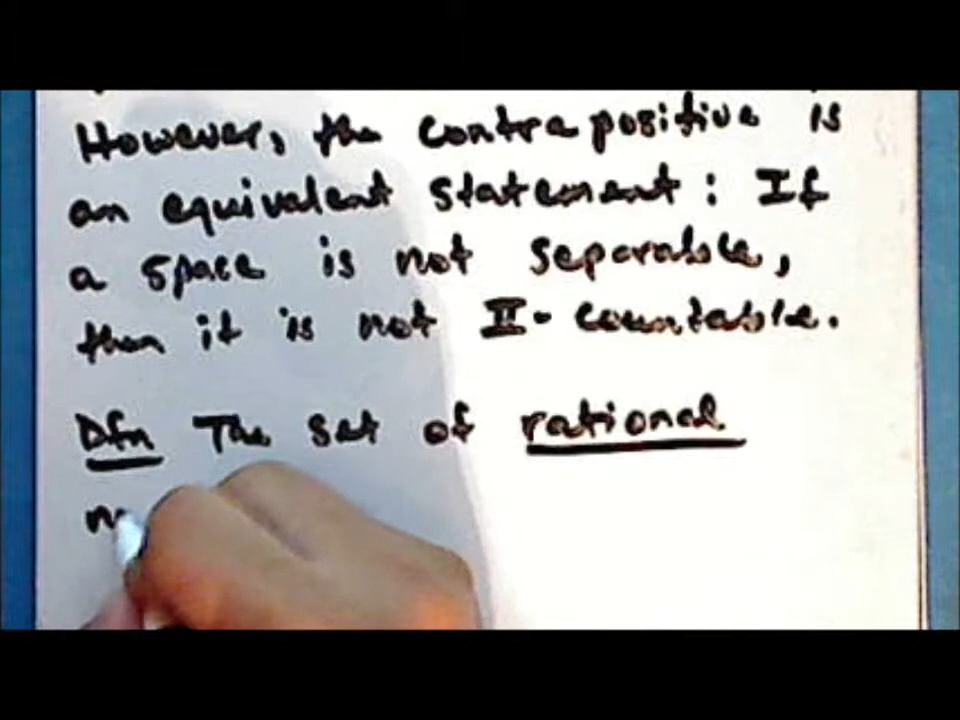 However, the contrapositive is
an equivalent statement: If
a space is not separable,
then it is not II-countable.
Dfn The set of rational